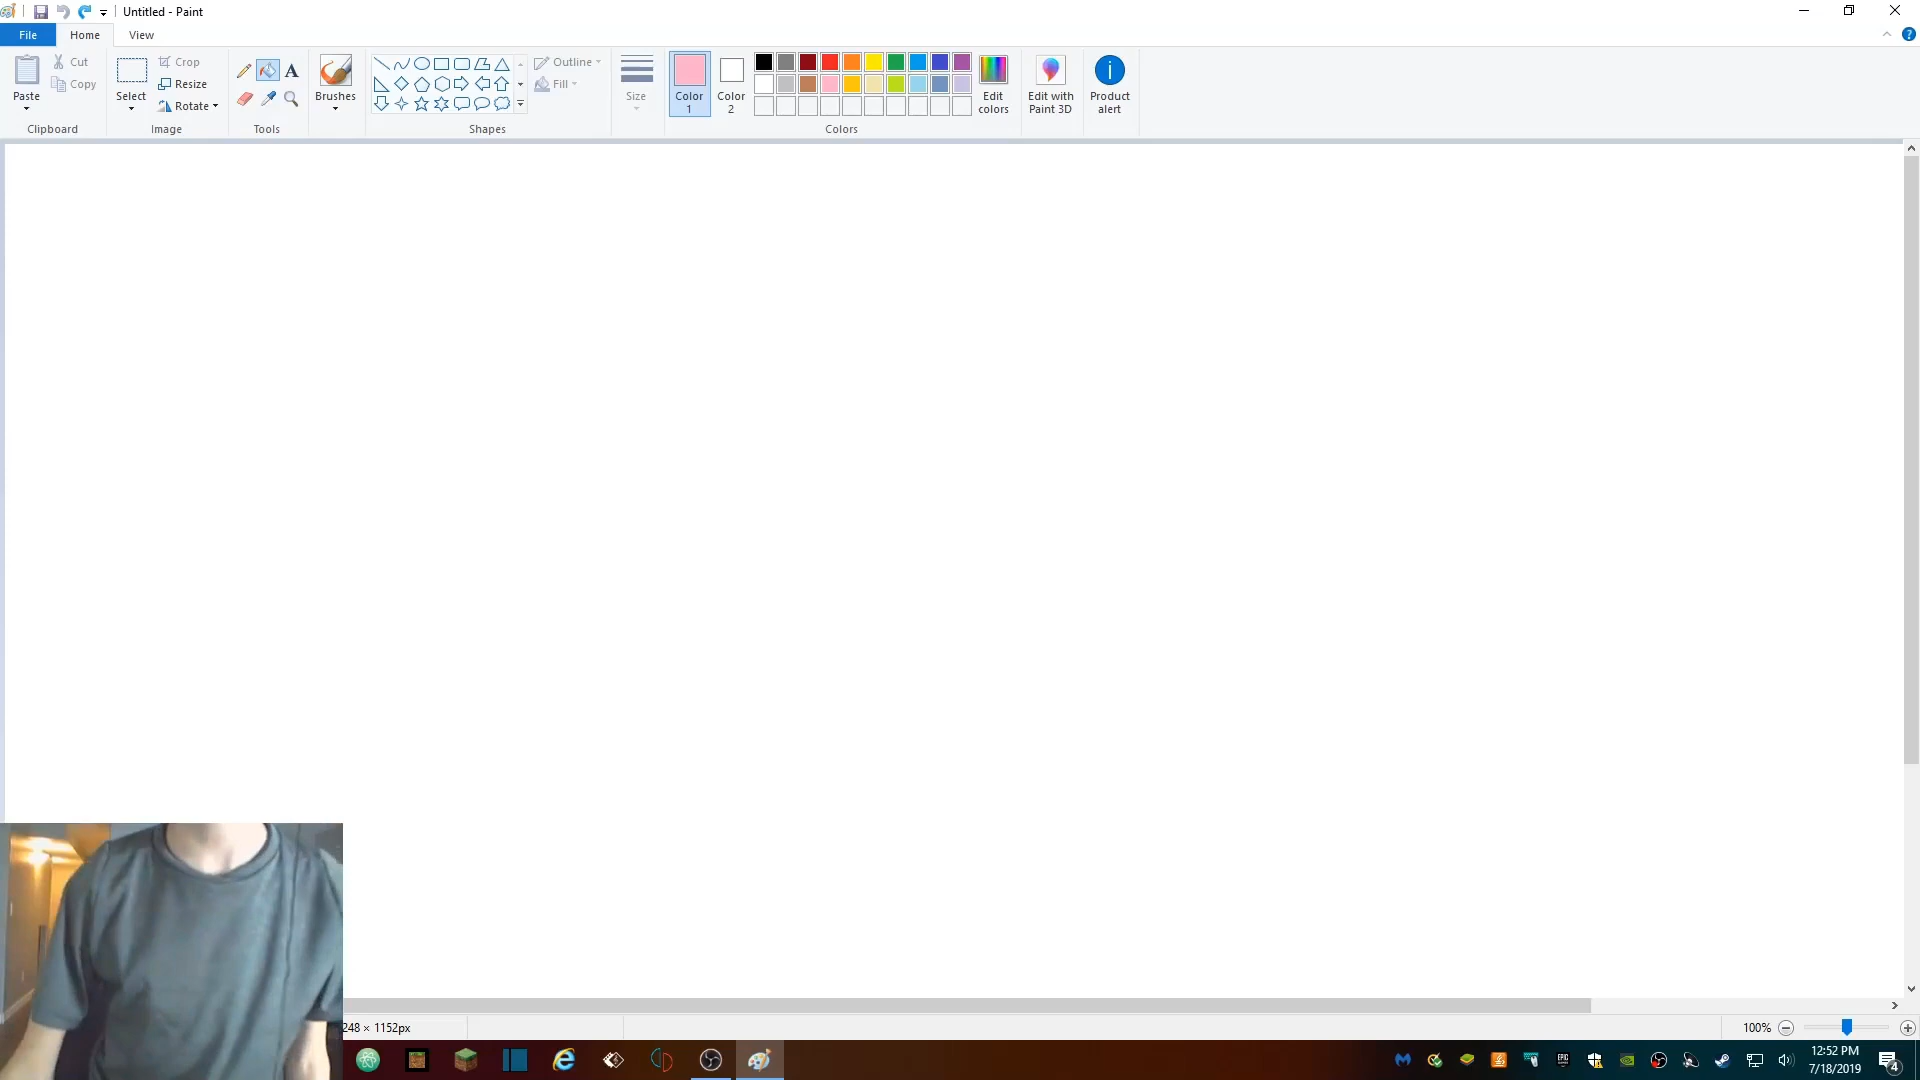 Untitled - Paint
File
Home
View
Paste
Cut
Copy
Clipboard
Select
Crop
Resize
Rotate
Image
Tools
Brushes
Shapes
Outline
Fill
Size
Color 1
Color 2
Colors
Edit colors
Edit with Paint 3D
Product alert
248 × 1152px
100%
12:52 PM
7/18/2019
4